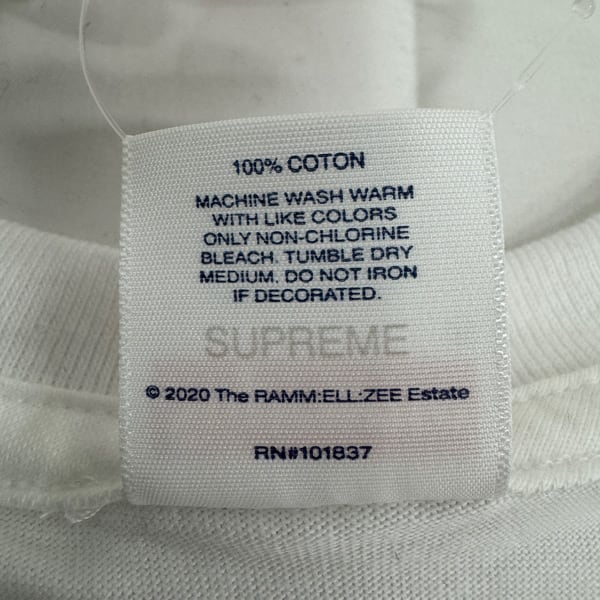 100% COTON
MACHINE WASH WARM
WITH LIKE COLORS
ONLY NON-CHLORINE
BLEACH. TUMBLE DRY
MEDIUM. DO NOT IRON
IF DECORATED.
SUPREME
© 2020 The RAMM:ELL:ZEE Estate
RN#101837